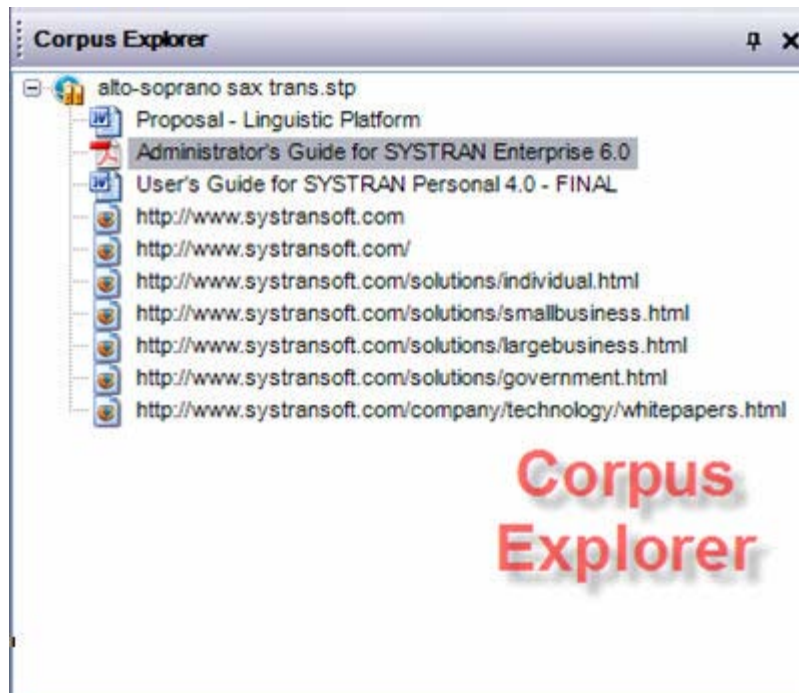 Corpus Explorer
alto-soprano sax trans.stp
Proposal - Linguistic Platform
Administrator's Guide for SYSTRAN Enterprise 6.0
User's Guide for SYSTRAN Personal 4.0 - FINAL
http://www.systransoft.com
http://www.systransoft.com/
http://www.systransoft.com/solutions/individual.html
http://www.systransoft.com/solutions/smallbusiness.html
http://www.systransoft.com/solutions/largebusiness.html
http://www.systransoft.com/solutions/government.html
http://www.systransoft.com/company/technology/whitepapers.html
Corpus
Explorer